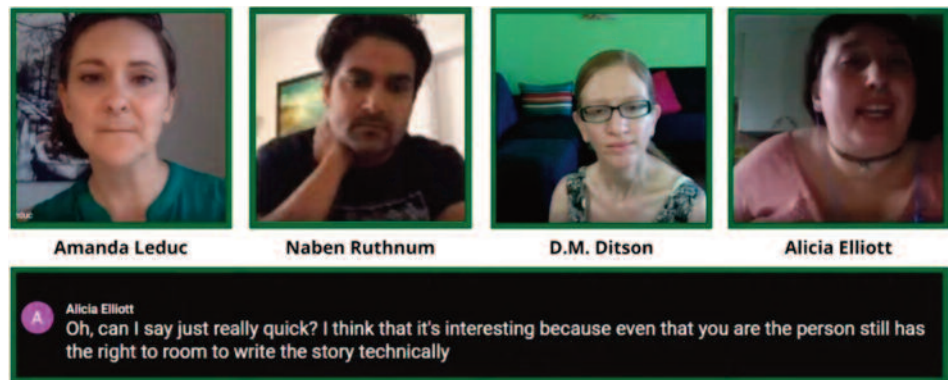 Amanda Leduc
Naben Ruthnum
D.M. Ditson
Alicia Elliott
A
Alicia Elliott
Oh, can I say just really quick? I think that it's interesting because even that you are the person still has
the right to room to write the story technically